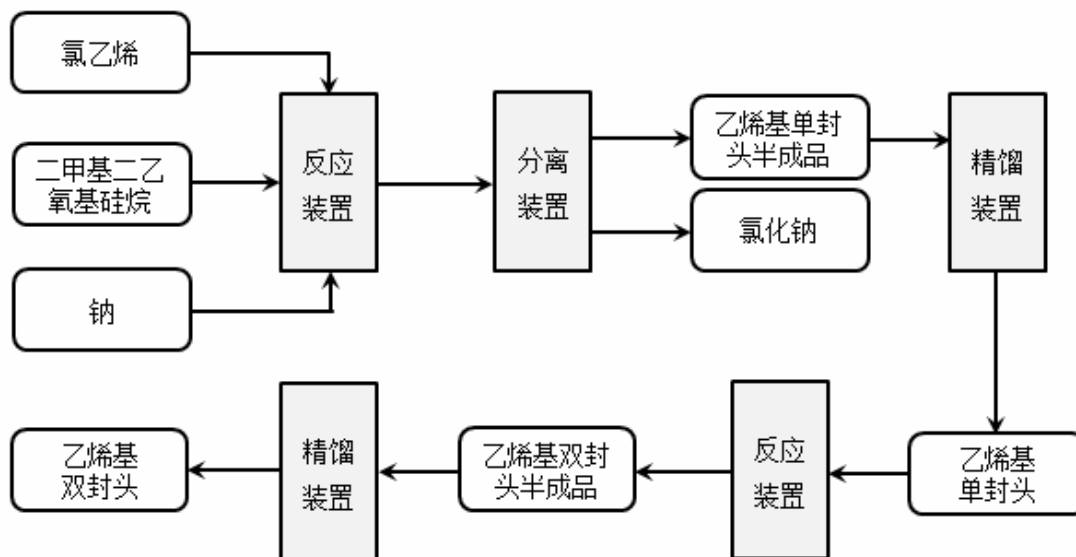 氯乙烯
二甲基二乙
氧基硅烷
钠
反应
装置
分离
装置
乙烯基单封
头半成品
氯化钠
精馏
装置
乙烯基
单封头
反应
装置
乙烯基双封
头半成品
精馏
装置
乙烯基
双封头